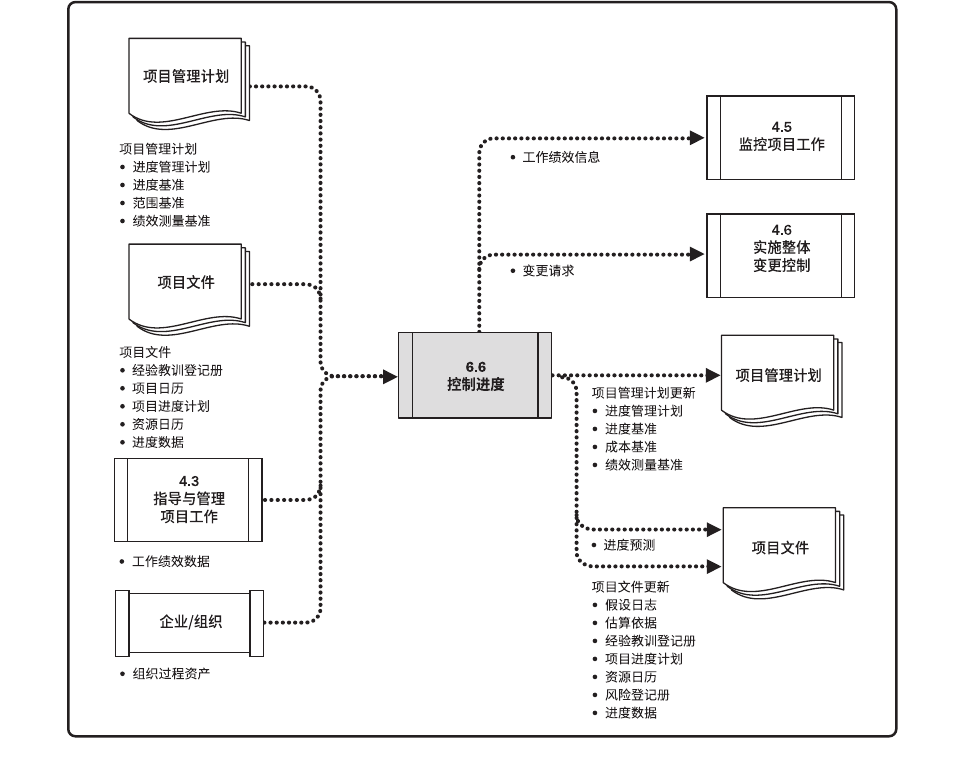 项目管理计划
项目管理计划
• 进度管理计划
• 进度基准
• 范围基准
• 绩效测量基准
项目文件
项目文件
• 经验教训登记册
• 项目日历
• 项目进度计划
• 资源日历
• 进度数据
4.3
指导与管理
项目工作
• 工作绩效数据
企业/组织
• 组织过程资产
6.6
控制进度
• 工作绩效信息
4.5
监控项目工作
• 变更请求
4.6
实施整体
变更控制
项目管理计划
项目管理计划更新
• 进度管理计划
• 进度基准
• 成本基准
• 绩效测量基准
• 进度预测
项目文件
项目文件更新
• 假设日志
• 估算依据
• 经验教训登记册
• 项目进度计划
• 资源日历
• 风险登记册
• 进度数据